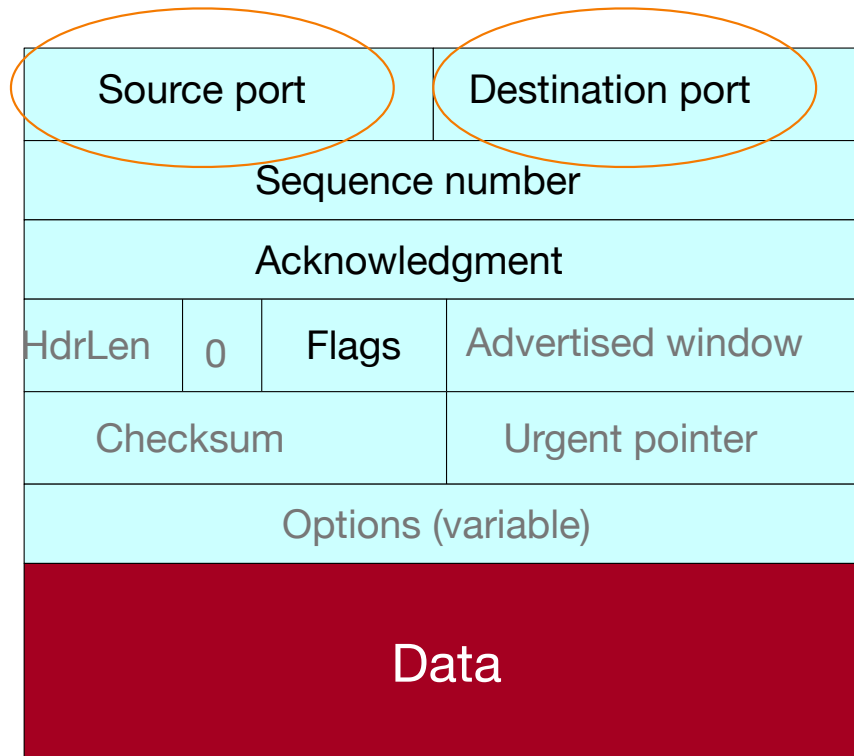 Source port Destination port
Sequence number
Acknowledgment
HdrLen 0 Flags Advertised window
Checksum Urgent pointer
Options (variable)
Data